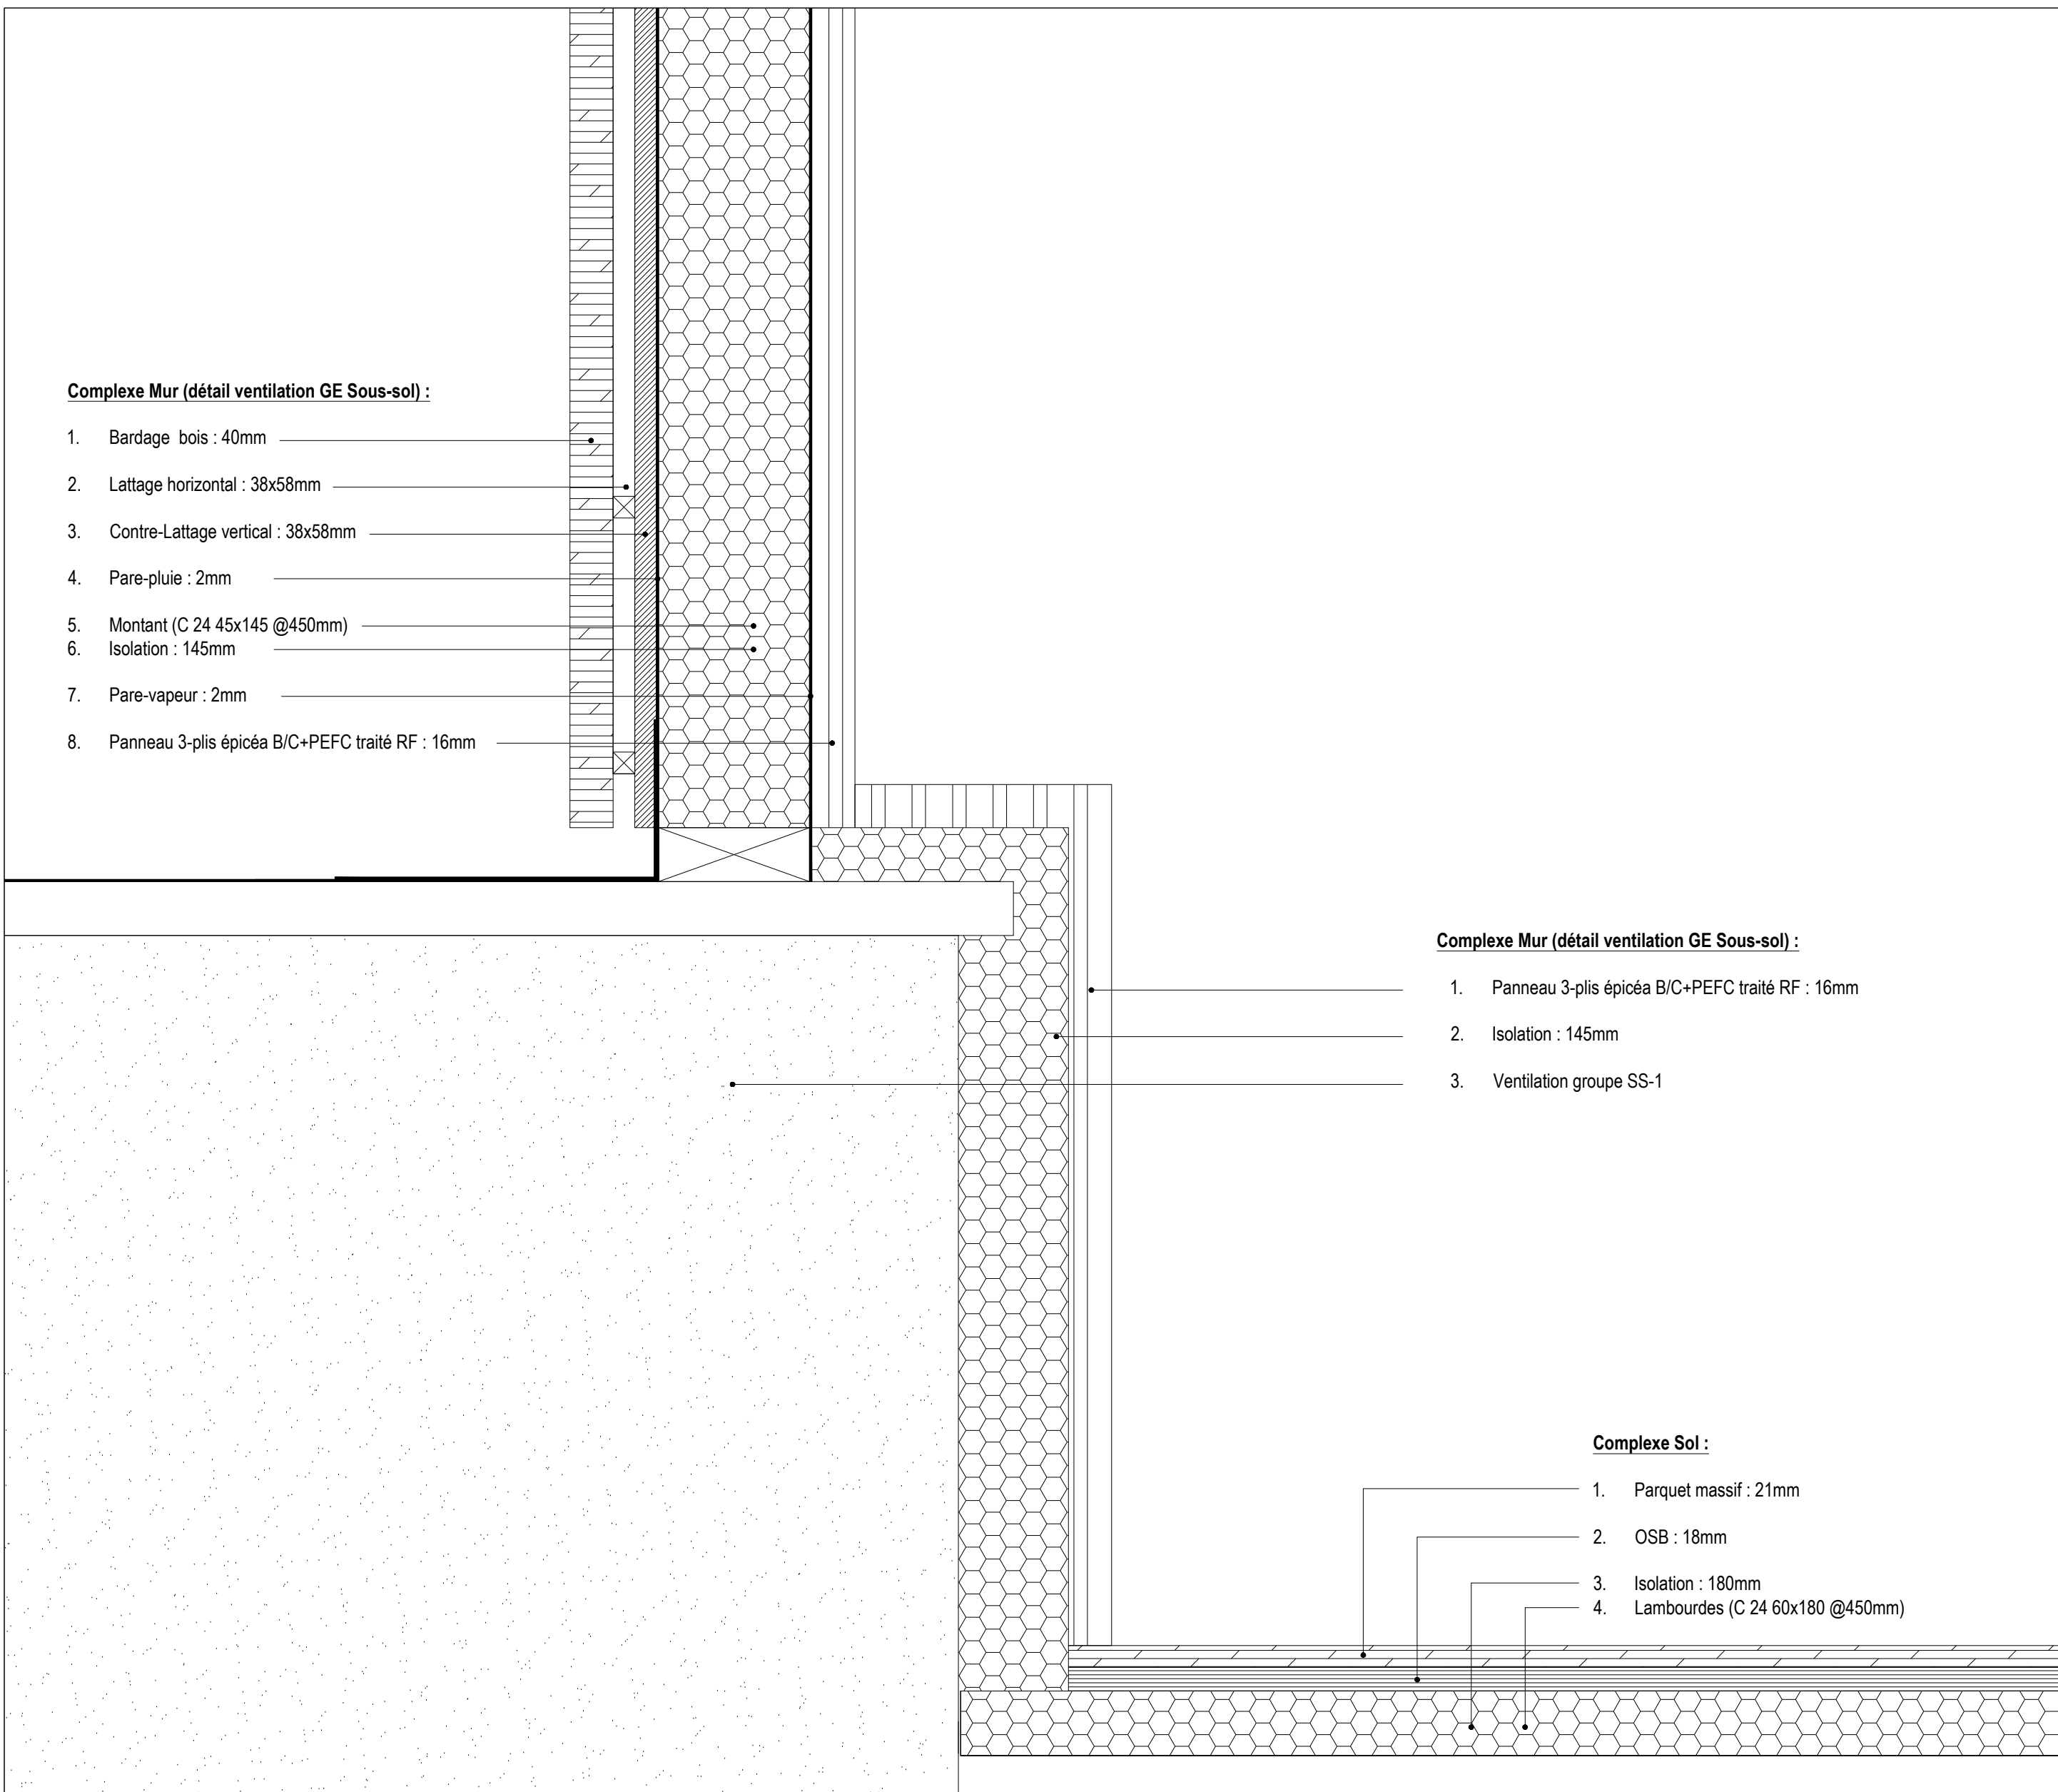 Complexe Mur (détail ventilation GE Sous-sol) :
1. Bardage bois : 40mm
2. Lattage horizontal : 38x58mm
3. Contre-Lattage vertical : 38x58mm
4. Pare-pluie : 2mm
5. Montant (C 24 45x145 @450mm)
6. Isolation : 145mm
7. Pare-vapeur : 2mm
8. Panneau 3-plis épicéa B/C+PEFC traité RF : 16mm
Complexe Mur (détail ventilation GE Sous-sol) :
1. Panneau 3-plis épicéa B/C+PEFC traité RF : 16mm
2. Isolation : 145mm
3. Ventilation groupe SS-1
Complexe Sol :
1. Parquet massif : 21mm
2. OSB : 18mm
3. Isolation : 180mm
4. Lambourdes (C 24 60x180 @450mm)